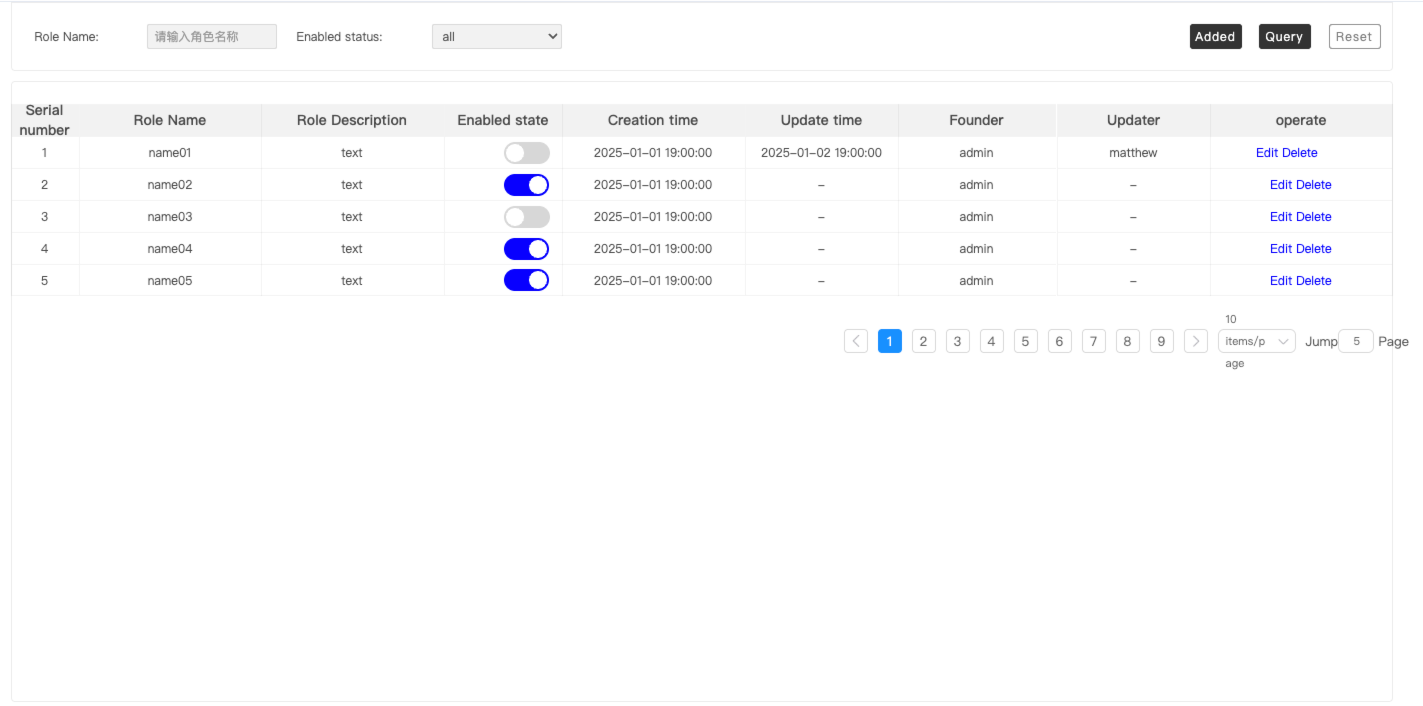 Role Name: 请输入角色名称 Enabled status: all Added Query Reset
Serial number Role Name Role Description Enabled state Creation time Update time Founder Updater operate
1 name01 text 2025-01-01 19:00:00 2025-01-02 19:00:00 admin matthew Edit Delete
2 name02 text 2025-01-01 19:00:00 - admin - Edit Delete
3 name03 text 2025-01-01 19:00:00 - admin - Edit Delete
4 name04 text 2025-01-01 19:00:00 - admin - Edit Delete
5 name05 text 2025-01-01 19:00:00 - admin - Edit Delete
1 2 3 4 5 6 7 8 9 10 items/page Jump 5 Page